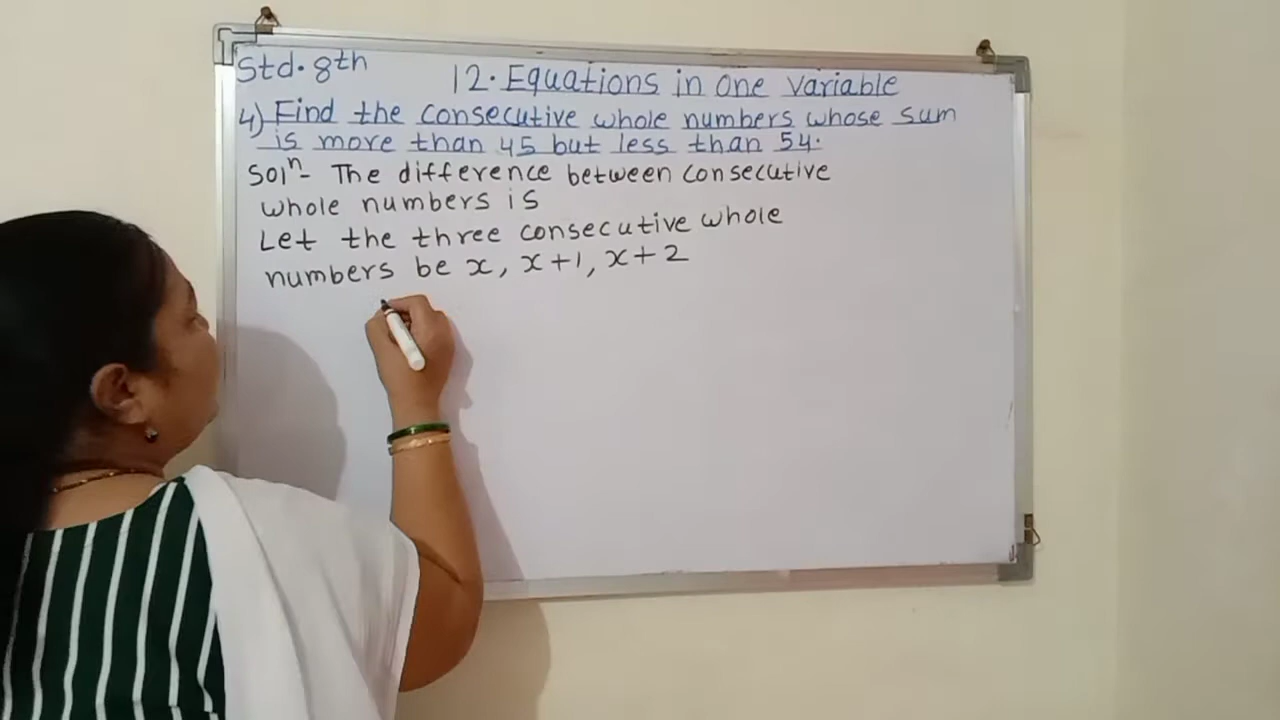 Std. 8th
12. Equations in one variable
4) Find the consecutive whole numbers whose sum
is more than 45 but less than 54.
Solⁿ- The difference between consecutive
whole numbers is
Let the three consecutive whole
numbers be x, x+1, x+2